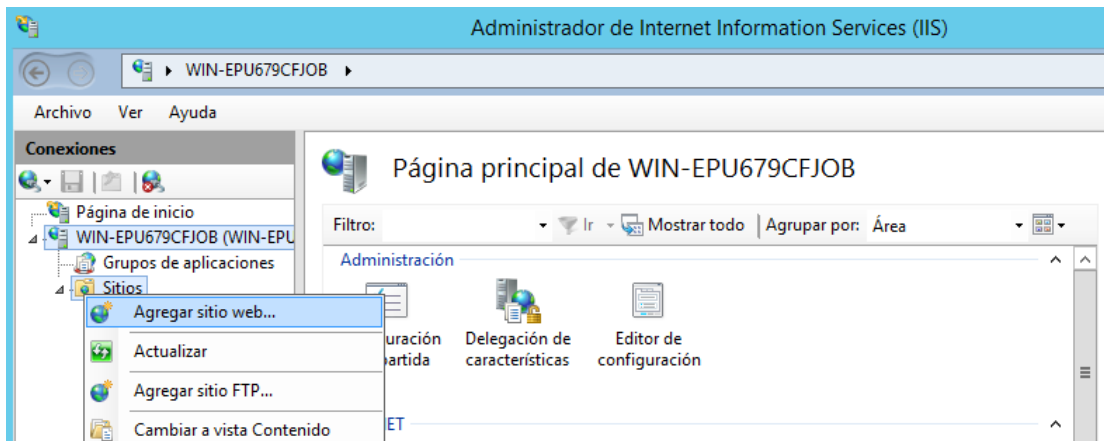 Administrador de Internet Information Services (IIS)
WIN-EPU679CFJOB
Archivo Ver Ayuda
Conexiones
Página de inicio
WIN-EPU679CFJOB (WIN-EPU
Grupos de aplicaciones
Sitios
Agregar sitio web...
Actualizar
Agregar sitio FTP...
Cambiar a vista Contenido
Página principal de WIN-EPU679CFJOB
Filtro: Ir Mostrar todo Agrupar por: Área
Administración
uración
Delegación de
características
Editor de
configuración
ET